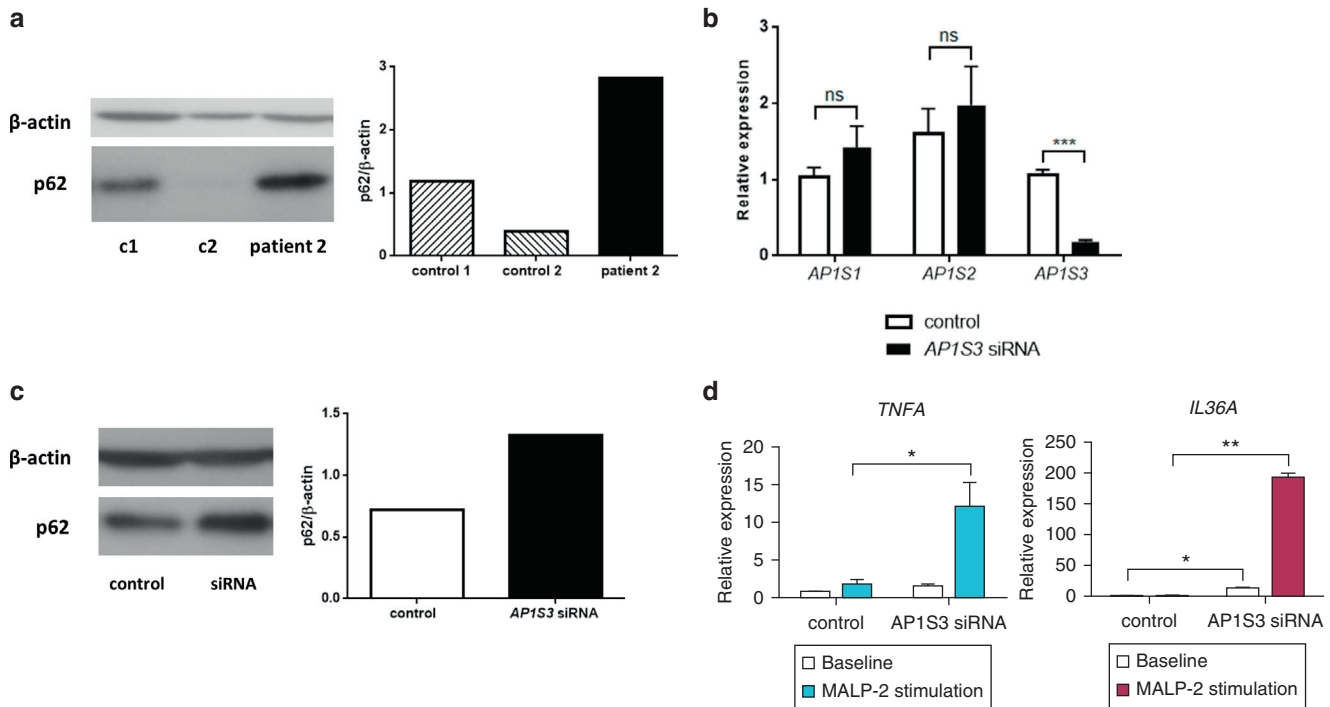 a
β-actin
p62
c1 c2 patient 2
p62/β-actin
3
2
1
0
control 1 control 2 patient 2
b
Relative expression
3
2
1
0
ns
ns
***
AP1S1 AP1S2 AP1S3
control
AP1S3 siRNA
c
β-actin
p62
control siRNA
p62/β-actin
1.5
1.0
0.5
0.0
control AP1S3 siRNA
d
TNFA
Relative expression
20
15
10
5
0
*
control AP1S3 siRNA
Baseline
MALP-2 stimulation
IL36A
Relative expression
250
200
150
100
50
0
**
*
control AP1S3 siRNA
Baseline
MALP-2 stimulation